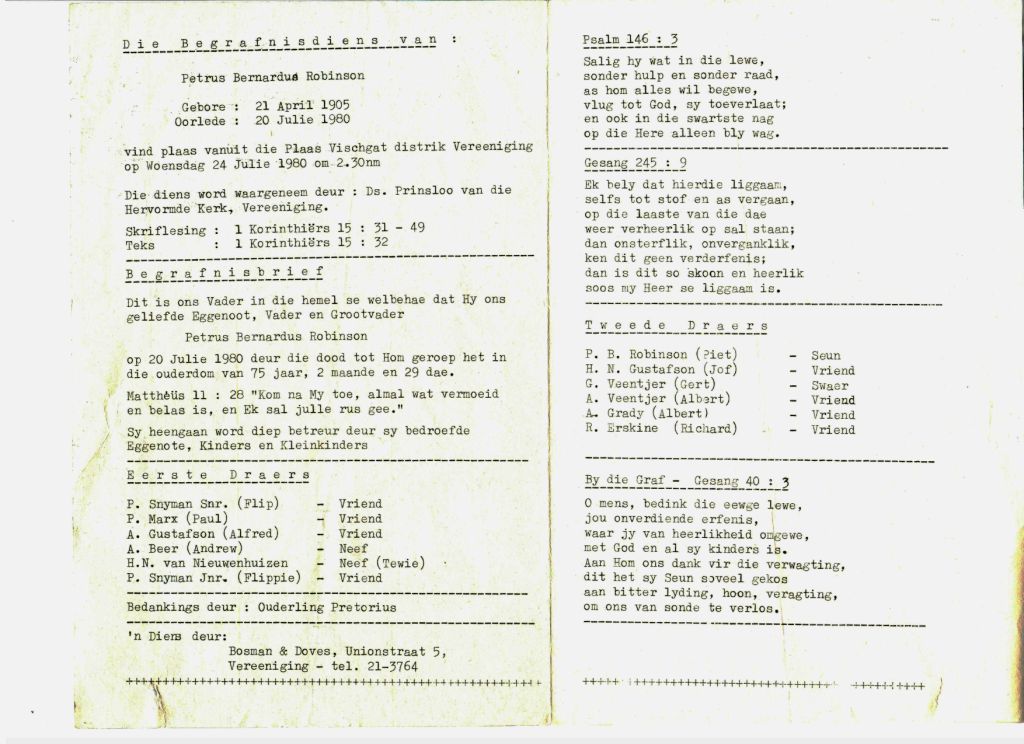 Die Begrafnisdiens van :
Petrus Bernardus Robinson
Gebore : 21 April 1905
Oorlede : 20 Julie 1980
vind plaas vanuit die Plaas Vischgat distrik Vereeniging
op Woensdag 24 Julie 1980 om 2.30nm
Die diens word waargeneem deur : Ds. Prinsloo van die
Hervormde Kerk, Vereeniging.
Skriflesing : 1 Korinthiërs 15 : 31 - 49
Teks : 1 Korinthiërs 15 : 32
Begrafnisbrief
Dit is ons Vader in die hemel se welbehae dat Hy ons
geliefde Eggenoot, Vader en Grootvader
Petrus Bernardus Robinson
op 20 Julie 1980 deur die dood tot Hom geroep het in
die ouderdom van 75 jaar, 2 maande en 29 dae.
Matthéüs 11 : 28 "Kom na My toe, almal wat vermoeid
en belas is, en Ek sal julle rus gee."
Sy heengaan word diep betreur deur sy bedroefde
Eggenote, Kinders en Kleinkinders
Eerste Draers
P. Snyman Snr. (Flip) - Vriend
P. Marx (Paul) - Vriend
A. Gustafson (Alfred) - Vriend
A. Beer (Andrew) - Neef
H.N. van Nieuwenhuizen - Neef (Tewie)
P. Snyman Jnr. (Flippie) - Vriend
Bedankings deur : Ouderling Pretorius
'n Diens deur:
Bosman & Doves, Unionstraat 5,
Vereeniging - tel. 21-3764
Psalm 146 : 3
Salig hy wat in die lewe,
sonder hulp en sonder raad,
as hom alles wil begewe,
vlug tot God, sy toeverlaat;
en ook in die swartste nag
op die Here alleen bly wag.
Gesang 245 : 9
Ek bely dat hierdie liggaam,
selfs tot stof en as vergaan,
op die laaste van die dae
weer verheerlik op sal staan;
dan onsterflik, onverganklik,
ken dit geen verderfenis;
dan is dit so skoon en heerlik
soos my Heer se liggaam is.
Tweede Draers
P. B. Robinson (Piet) - Seun
H. N. Gustafson (Jof) - Vriend
G. Veentjer (Gert) - Swaer
A. Veentjer (Albert) - Vriend
A. Grady (Albert) - Vriend
R. Erskine (Richard) - Vriend
By die Graf - Gesang 40 : 3
O mens, bedink die eewge lewe,
jou onverdiende erfenis,
waar jy van heerlikheid omgewe,
met God en al sy kinders is.
Aan Hom ons dank vir die verwagting,
dit het sy Seun soveel gekos
aan bitter lyding, hoon, veragting,
om ons van sonde te verlos.